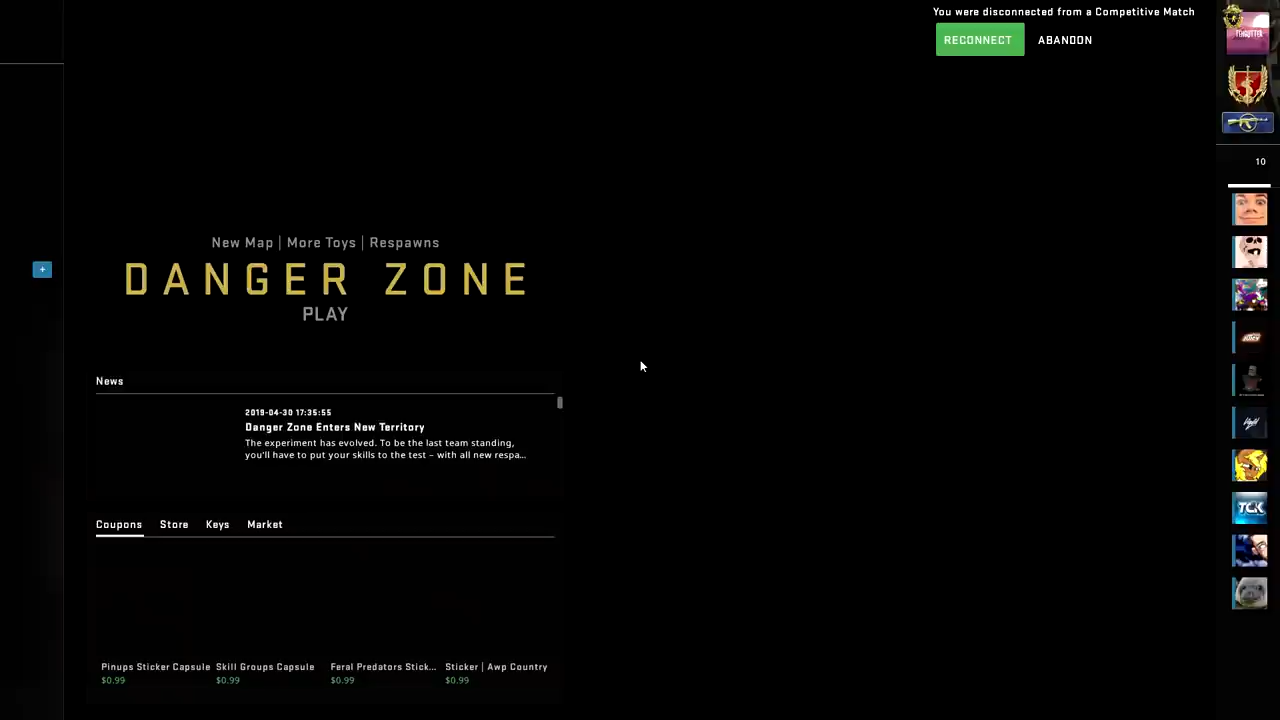 You were disconnected from a Competitive Match
RECONNECT
ABANDON
10
New Map | More Toys | Respawns
DANGER ZONE
PLAY
News
2019-04-30 17:35:55
Danger Zone Enters New Territory
The experiment has evolved. To be the last team standing,
you'll have to put your skills to the test – with all new respa...
Coupons Store Keys Market
Pinups Sticker Capsule Skill Groups Capsule Feral Predators Stick... Sticker | Awp Country
$0.99 $0.99 $0.99 $0.99
TCK